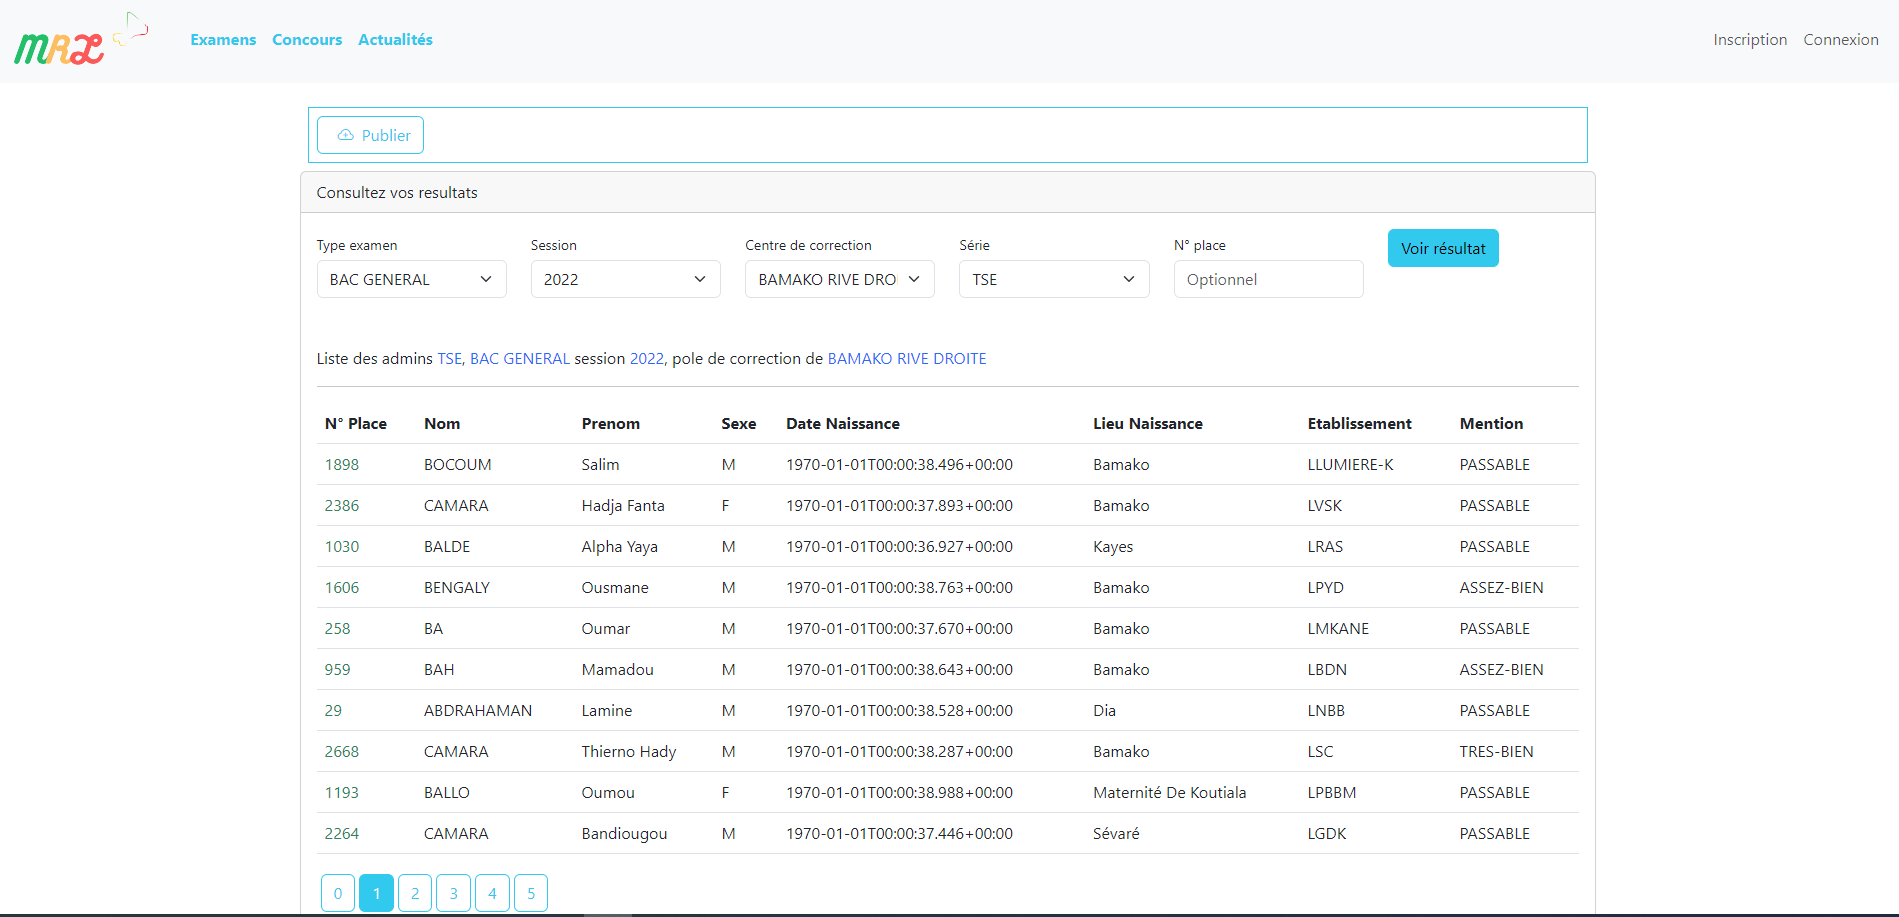 MRL Examens Concours Actualités Inscription Connexion
Publier
Consultez vos resultats
Type examen Session Centre de correction Série N° place Voir résultat
BAC GENERAL 2022 BAMAKO RIVE DRO TSE Optionnel
Liste des admins TSE, BAC GENERAL session 2022, pole de correction de BAMAKO RIVE DROITE
N° Place Nom Prenom Sexe Date Naissance Lieu Naissance Etablissement Mention
1898 BOCOUM Salim M 1970-01-01T00:00:38.496+00:00 Bamako LLUMIERE-K PASSABLE
2386 CAMARA Hadja Fanta F 1970-01-01T00:00:37.893+00:00 Bamako LVSK PASSABLE
1030 BALDE Alpha Yaya M 1970-01-01T00:00:36.927+00:00 Kayes LRAS PASSABLE
1606 BENGALY Ousmane M 1970-01-01T00:00:38.763+00:00 Bamako LPYD ASSEZ-BIEN
258 BA Oumar M 1970-01-01T00:00:37.670+00:00 Bamako LMKANE PASSABLE
959 BAH Mamadou M 1970-01-01T00:00:38.643+00:00 Bamako LBDN ASSEZ-BIEN
29 ABDRAHAMAN Lamine M 1970-01-01T00:00:38.528+00:00 Dia LNBB PASSABLE
2668 CAMARA Thierno Hady M 1970-01-01T00:00:38.287+00:00 Bamako LSC TRES-BIEN
1193 BALLO Oumou F 1970-01-01T00:00:38.988+00:00 Maternité De Koutiala LPBBM PASSABLE
2264 CAMARA Bandiougou M 1970-01-01T00:00:37.446+00:00 Sévaré LGDK PASSABLE
0 1 2 3 4 5